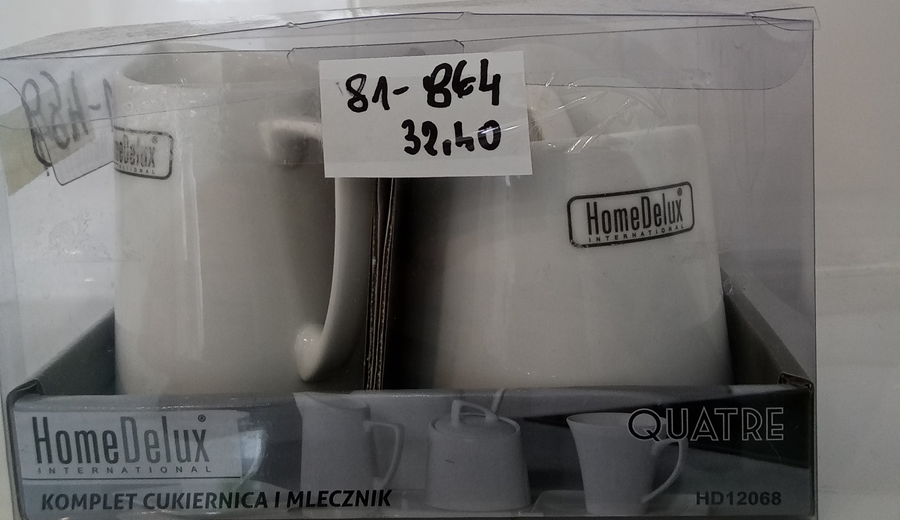 81-864
32,40
HomeDelux®
INTERNATIONAL
HomeDelux®
INTERNATIONAL
HomeDelux®
INTERNATIONAL
QUATRE
KOMPLET CUKIERNICA I MLECZNIK
HD12068